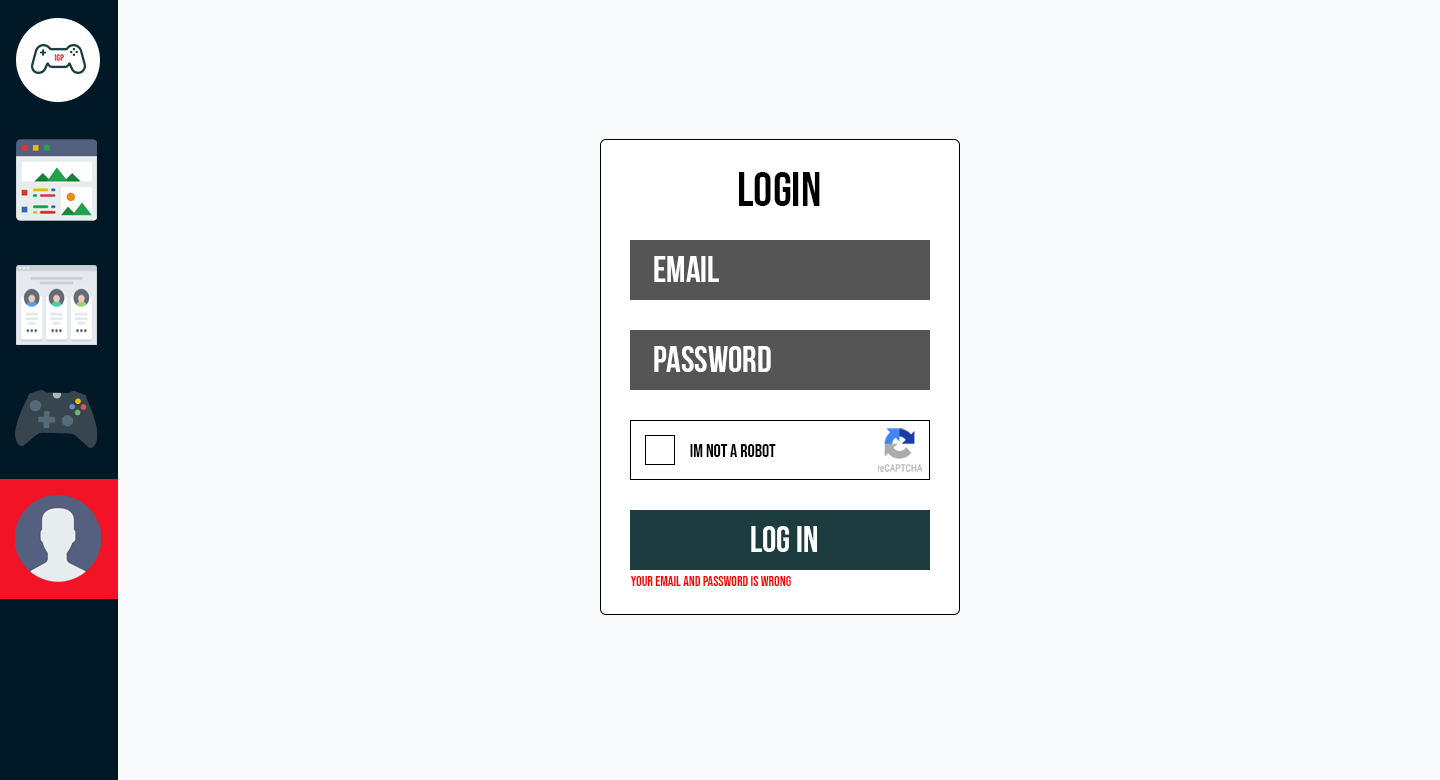 IGP
LOGIN
EMAIL
PASSWORD
IM NOT A ROBOT
reCAPTCHA
LOG IN
YOUR EMAIL AND PASSWORD IS WRONG